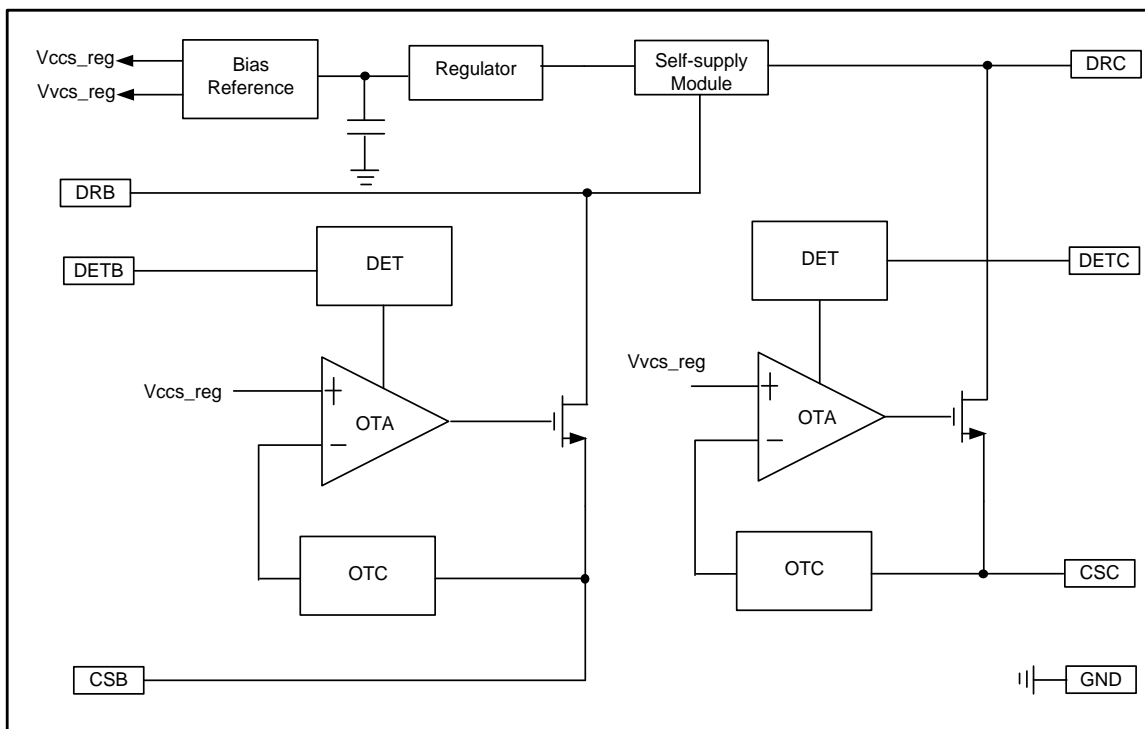 Vccs_reg
Vvcs_reg
Bias
Reference
Regulator
Self-supply
Module
DRC
DRB
DETB
DET
DET
DETC
Vccs_reg
+
OTA
−
Vvcs_reg
+
OTA
−
OTC
OTC
CSC
CSB
GND